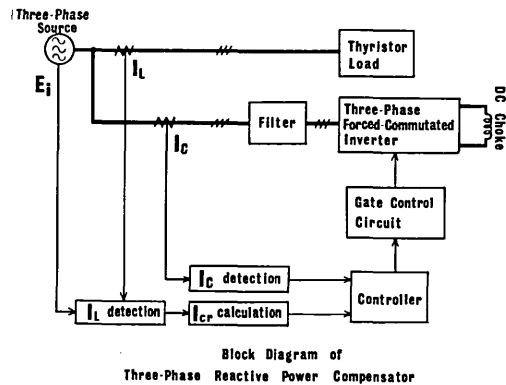 Three-Phase
Source
Ei
IL
Thyristor
Load
IC
Filter
Three-Phase
Forced-Commutated
Inverter
DC Choke
Gate Control
Circuit
IC detection
Controller
IL detection
Icr calculation
Block Diagram of
Three-Phase Reactive Power Compensator